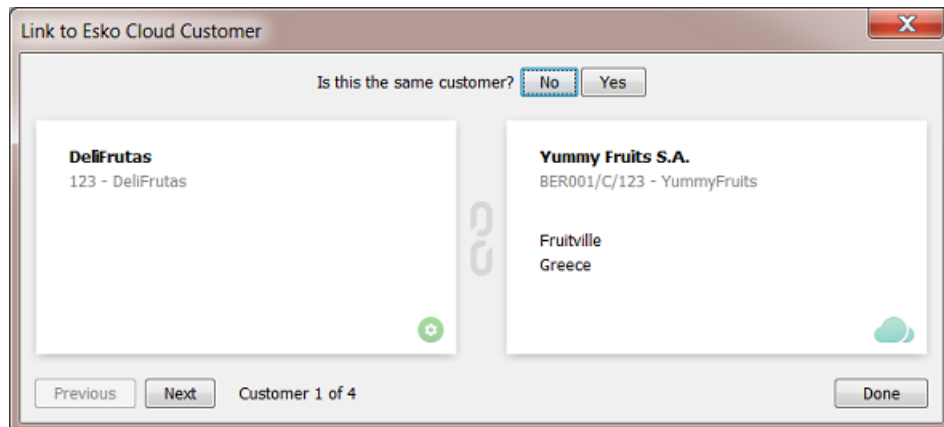 Link to Esko Cloud Customer
Is this the same customer? No Yes
DeliFrutas
123 - DeliFrutas
Yummy Fruits S.A.
BER001/C/123 - YummyFruits
Fruitville
Greece
Previous Next Customer 1 of 4 Done